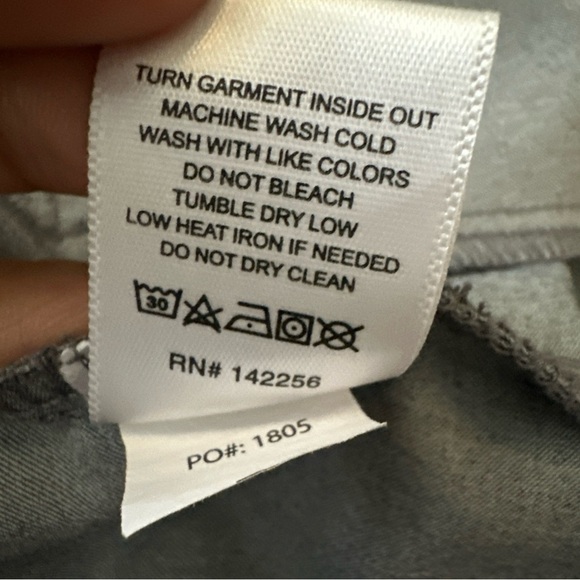 TURN GARMENT INSIDE OUT
MACHINE WASH COLD
WASH WITH LIKE COLORS
DO NOT BLEACH
TUMBLE DRY LOW
LOW HEAT IRON IF NEEDED
DO NOT DRY CLEAN
30
RN# 142256
PO#: 1805